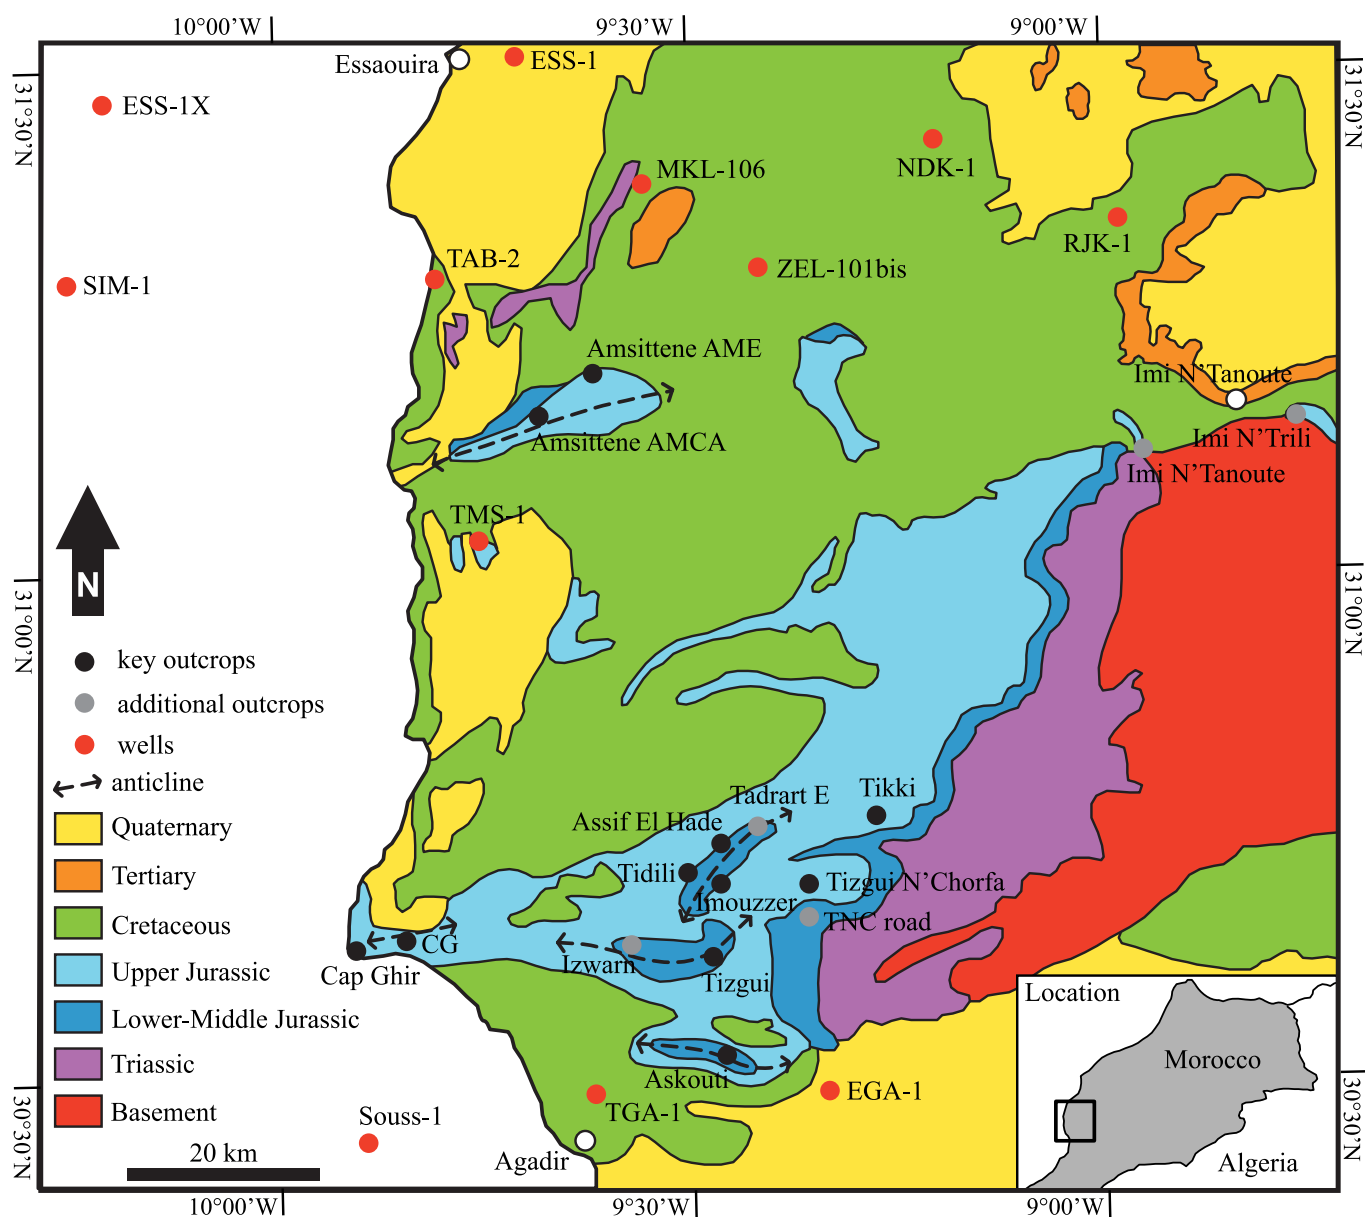 10°00’W
9°30’W
9°00’W
31°30’N
31°30’N
Essaouira
ESS-1
ESS-1X
MKL-106
NDK-1
RJK-1
TAB-2
ZEL-101bis
SIM-1
Amsittene AME
Imi N’Tanoute
Amsittene AMCA
Imi N’Trili
Imi N’Tanoute
TMS-1
N
31°00’N
31°00’N
key outcrops
additional outcrops
wells
anticline
Quaternary
Tertiary
Cretaceous
Upper Jurassic
Lower-Middle Jurassic
Triassic
Basement
Tikki
Tadrart E
Assif El Hade
Tidili
Imouzzer
Tizgui N’Chorfa
TNC road
CG
Cap Ghir
Izwarn
Tizgui
Askouti
EGA-1
TGA-1
Souss-1
Agadir
20 km
Location
Morocco
Algeria
30°30’N
30°30’N
10°00’W
9°30’W
9°00’W